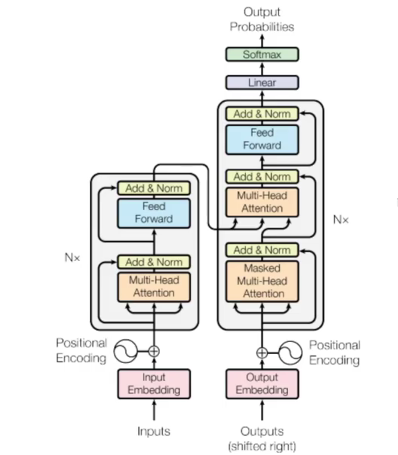 Output
Probabilities
Softmax
Linear
Add & Norm
Feed
Forward
Add & Norm
Multi-Head
Attention
Add & Norm
Masked
Multi-Head
Attention
N×
Add & Norm
Feed
Forward
N×
Add & Norm
Multi-Head
Attention
Positional
Encoding
Positional
Encoding
Input
Embedding
Output
Embedding
Inputs
Outputs
(shifted right)